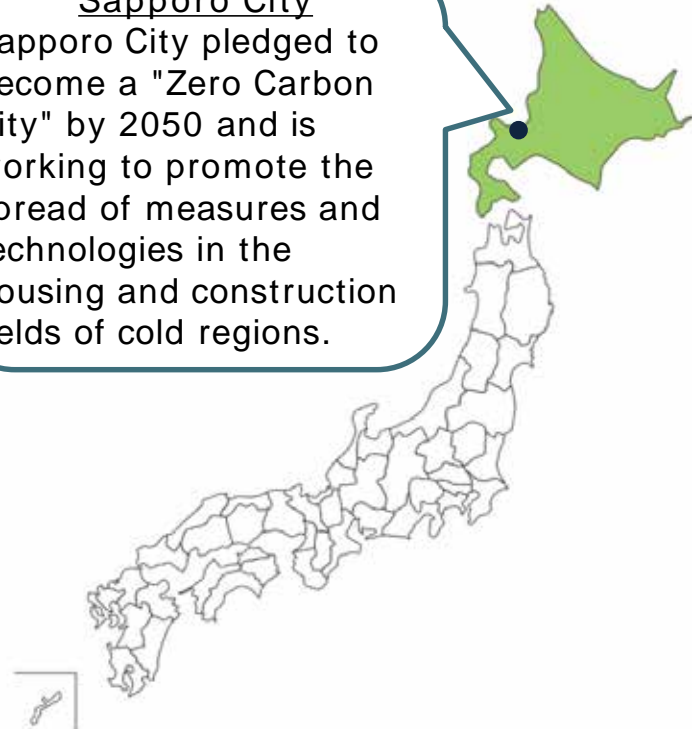 Sapporo City
apporo City pledged to
ecome a "Zero Carbon
ity" by 2050 and is
orking to promote the
pread of measures and
echnologies in the
ousing and construction
elds of cold regions.